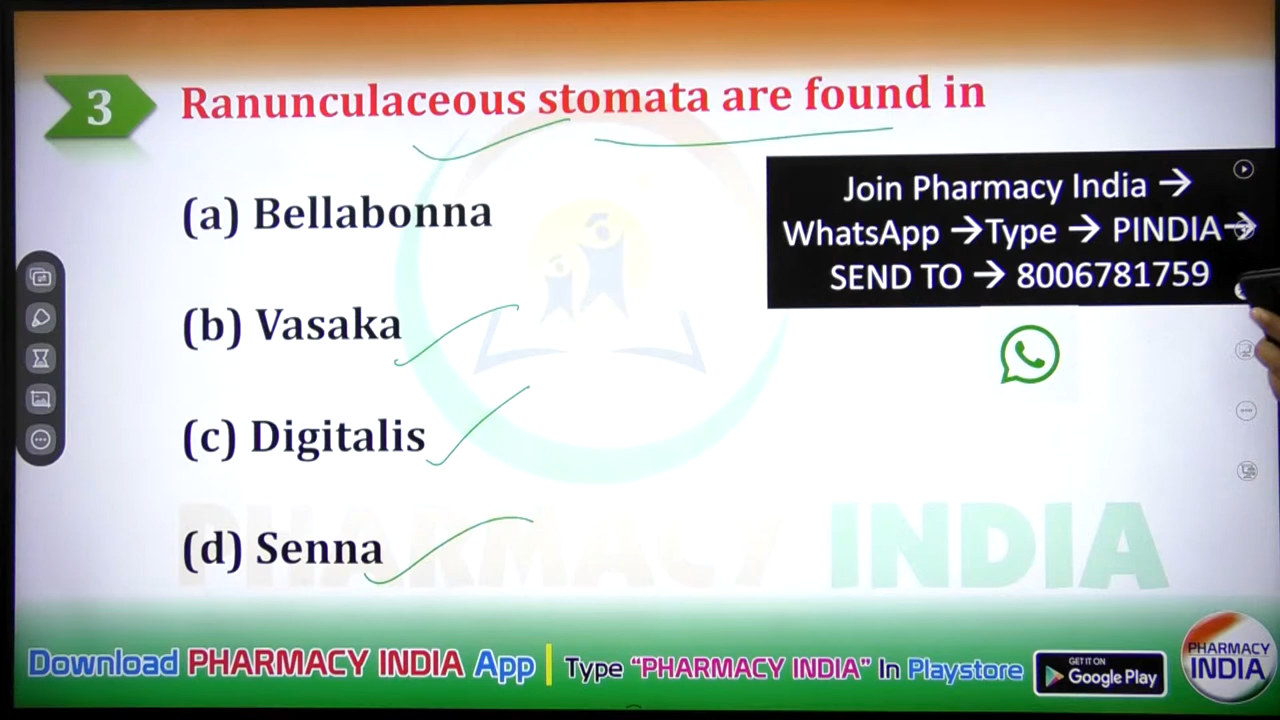 3 Ranunculaceous stomata are found in
(a) Bellabonna
(b) Vasaka
(c) Digitalis
(d) Senna
Join Pharmacy India →
WhatsApp → Type → PINDIA →
SEND TO → 8006781759
PHARMACY INDIA
Download PHARMACY INDIA App | Type "PHARMACY INDIA" In Playstore
GET IT ON
Google Play
PHARMACY
INDIA